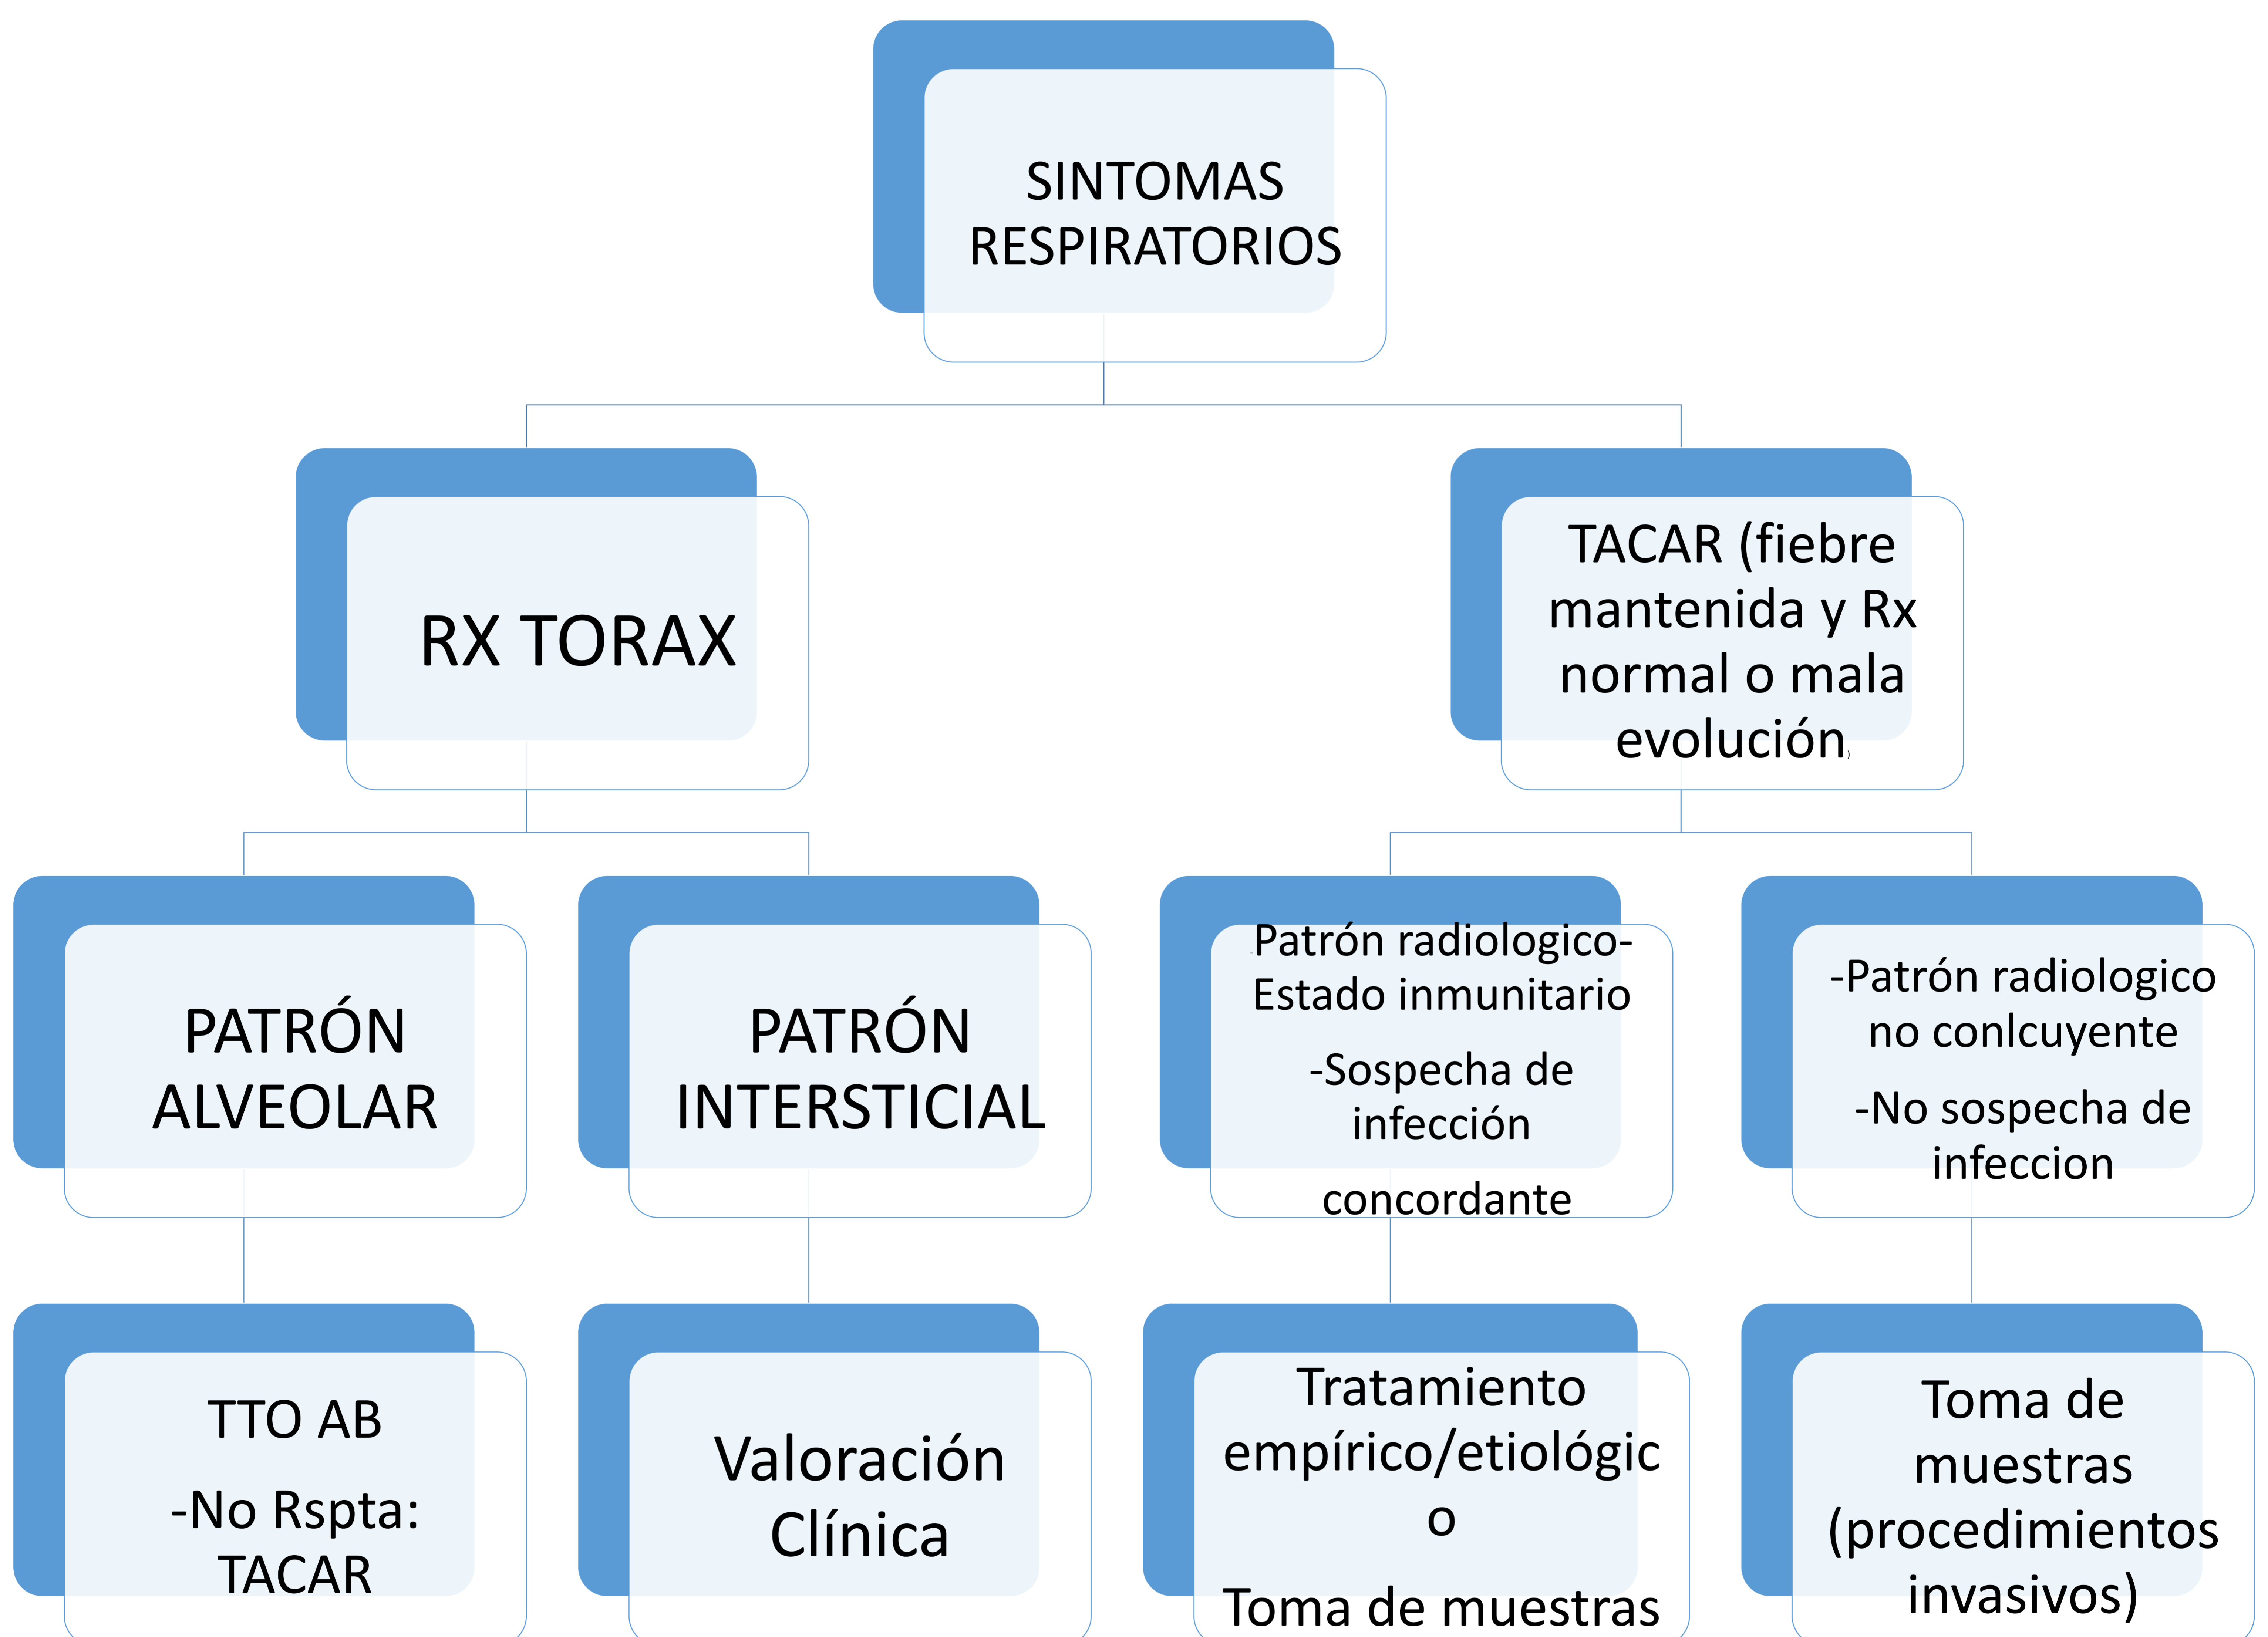 SINTOMAS
RESPIRATORIOS
RX TORAX
TACAR (fiebre
mantenida y Rx
normal o mala
evolución)
PATRÓN
ALVEOLAR
PATRÓN
INTERSTICIAL
-Patrón radiologico-
Estado inmunitario
-Sospecha de
infección
concordante
-Patrón radiologico
no conlcuyente
-No sospecha de
infeccion
TTO AB
-No Rspta:
TACAR
Valoración
Clínica
Tratamiento
empírico/etiológic
o
Toma de muestras
Toma de
muestras
(procedimientos
invasivos)